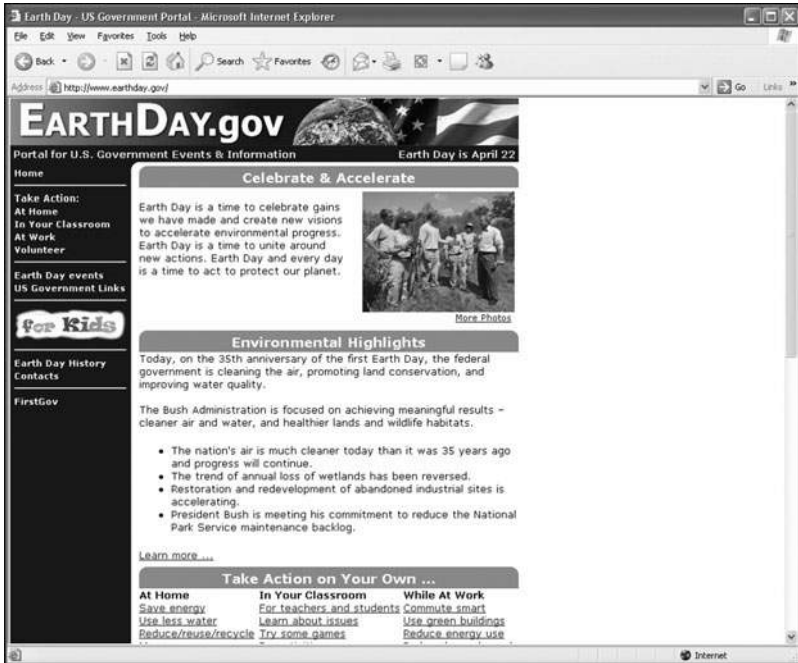 Earth Day - US Government Portal - Microsoft Internet Explorer
File Edit View Favorites Tools Help
Back Search Favorites
Address http://www.earthday.gov/ Go Links »
EARTHDAY.gov
Portal for U.S. Government Events & Information Earth Day is April 22
Home
Take Action:
At Home
In Your Classroom
At Work
Volunteer
Earth Day events
US Government Links
for Kids
Earth Day History
Contacts
FirstGov
Celebrate & Accelerate
Earth Day is a time to celebrate gains
we have made and create new visions
to accelerate environmental progress.
Earth Day is a time to unite around
new actions. Earth Day and every day
is a time to act to protect our planet.
More Photos
Environmental Highlights
Today, on the 35th anniversary of the first Earth Day, the federal
government is cleaning the air, promoting land conservation, and
improving water quality.
The Bush Administration is focused on achieving meaningful results –
cleaner air and water, and healthier lands and wildlife habitats.
• The nation's air is much cleaner today than it was 35 years ago
and progress will continue.
• The trend of annual loss of wetlands has been reversed.
• Restoration and redevelopment of abandoned industrial sites is
accelerating.
• President Bush is meeting his commitment to reduce the National
Park Service maintenance backlog.
Learn more ...
Take Action on Your Own ...
At Home In Your Classroom While At Work
Save energy For teachers and students Commute smart
Use less water Learn about issues Use green buildings
Reduce/reuse/recycle Try some games Reduce energy use
Internet